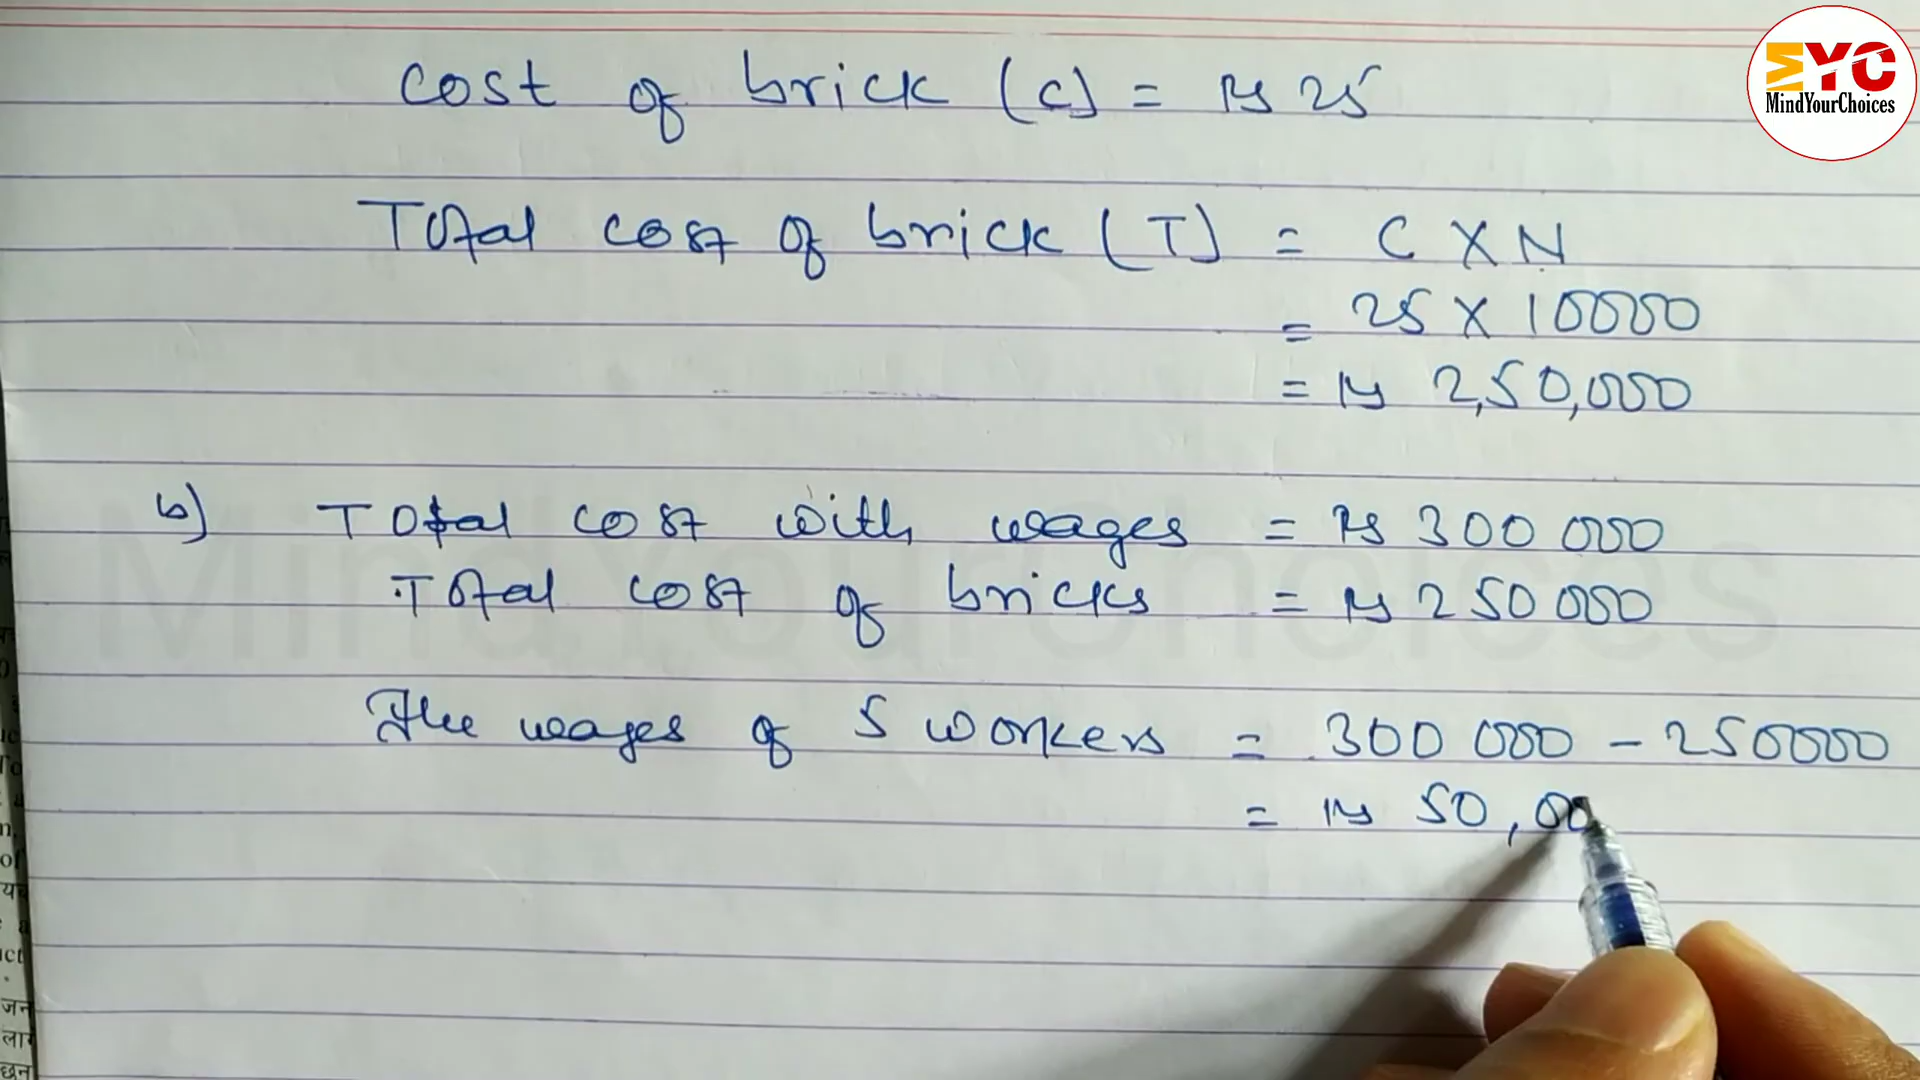 MYC
MindYourChoices
Cost of brick (C) = Rs 25
Total cost of brick (T) = C X N
= 25 X 10000
= Rs 2,50,000
b) Total cost with wages = Rs 300 000
Total cost of bricks = Rs 250 000
The wages of 5 workers = 300 000 - 250000
= Rs 50,00
MindYourChoices